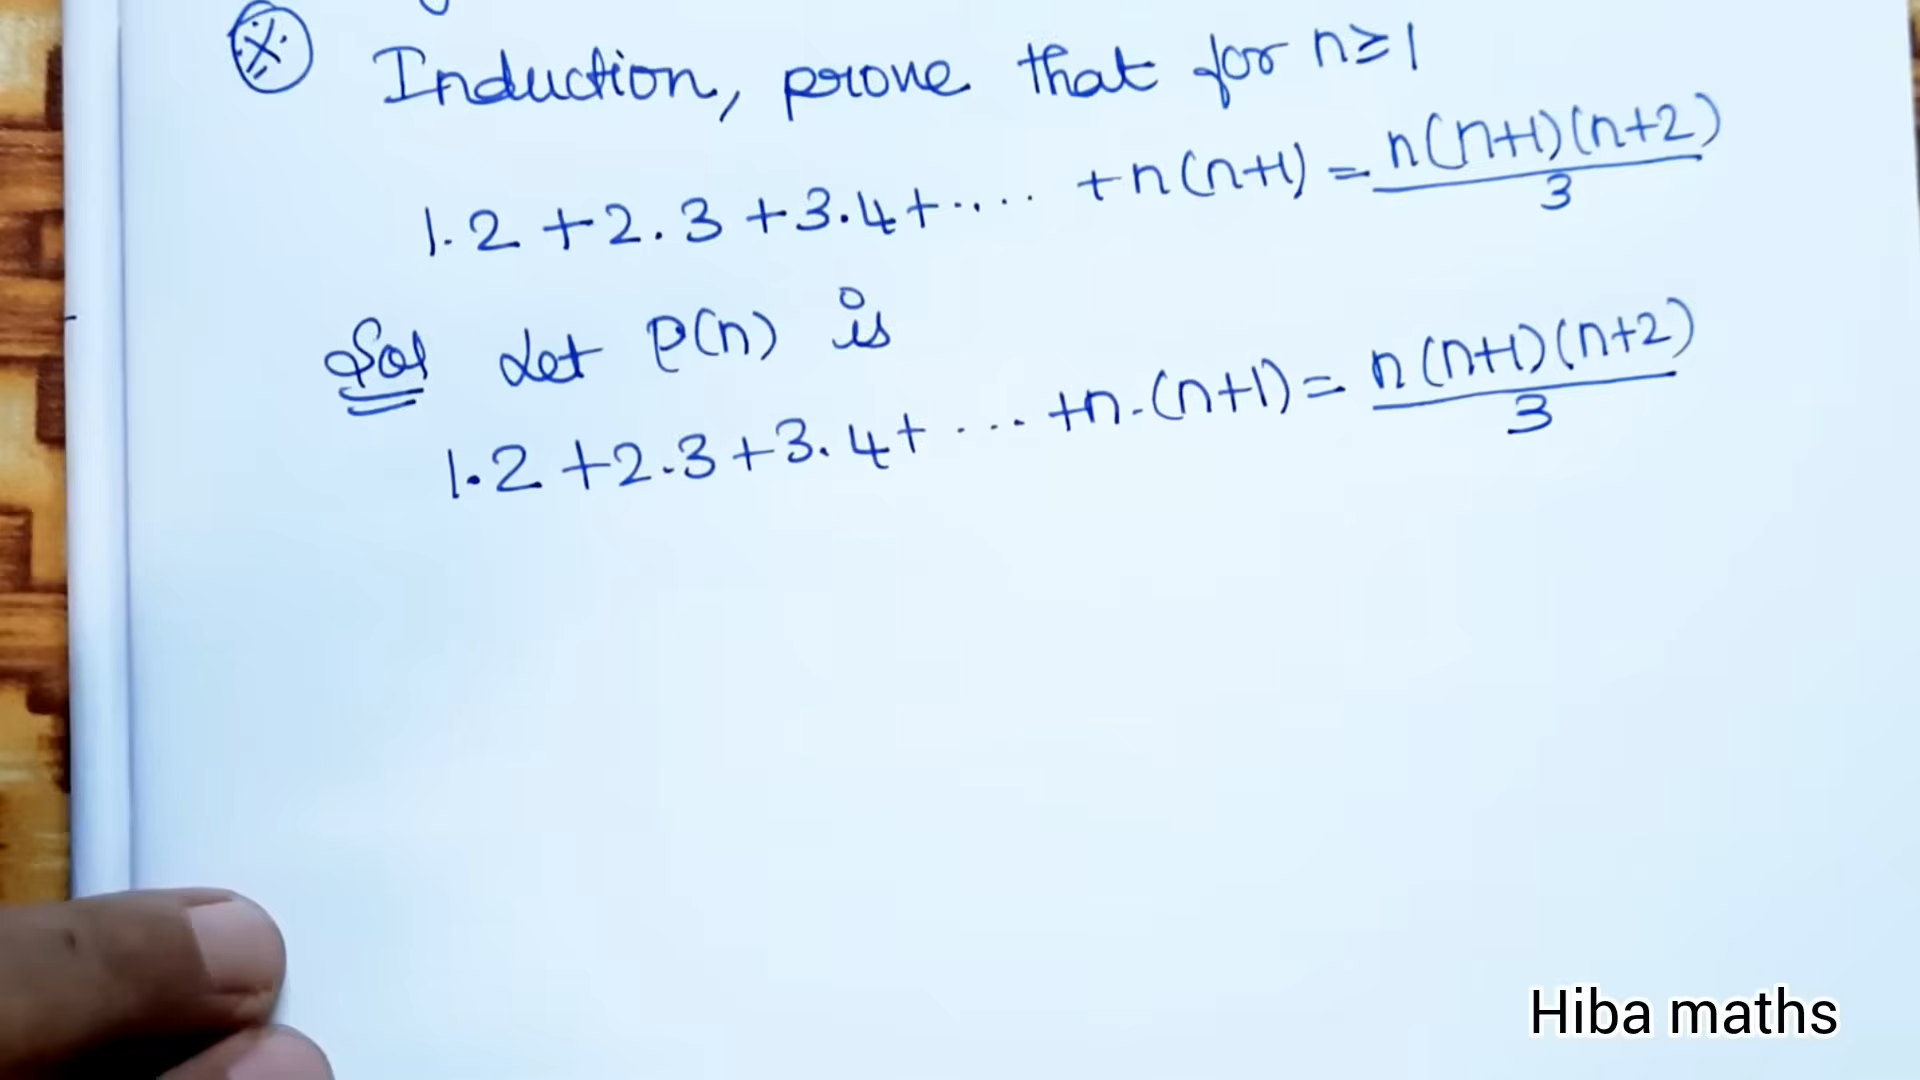 Induction, prove that for n≥1
1.2 + 2.3 + 3.4 + .... + n(n+1) = n(n+1)(n+2)/3
Sol Let P(n) is
1.2 + 2.3 + 3.4 + .... + n.(n+1) = n(n+1)(n+2)/3
Hiba maths